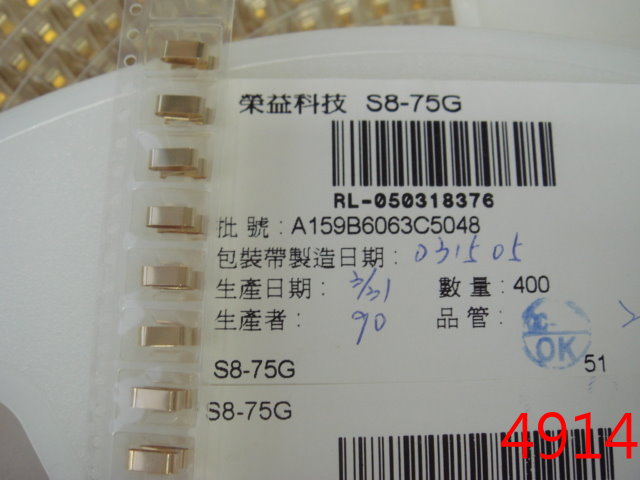 榮益科技 S8-75G
RL-050318376
批號：A159B6063C5048
包裝帶製造日期：031505
生產日期：3/31 數量：400
生產者：90 品管：QC OK
S8-75G 51
S8-75G
4914